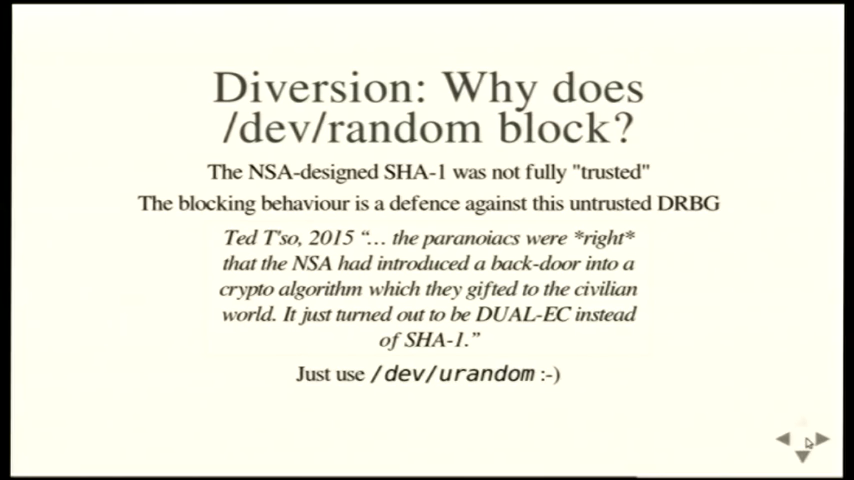 Diversion: Why does
/dev/random block?
The NSA-designed SHA-1 was not fully "trusted"
The blocking behaviour is a defence against this untrusted DRBG
Ted T'so, 2015 “... the paranoiacs were *right*
that the NSA had introduced a back-door into a
crypto algorithm which they gifted to the civilian
world. It just turned out to be DUAL-EC instead
of SHA-1.”
Just use /dev/urandom :-)